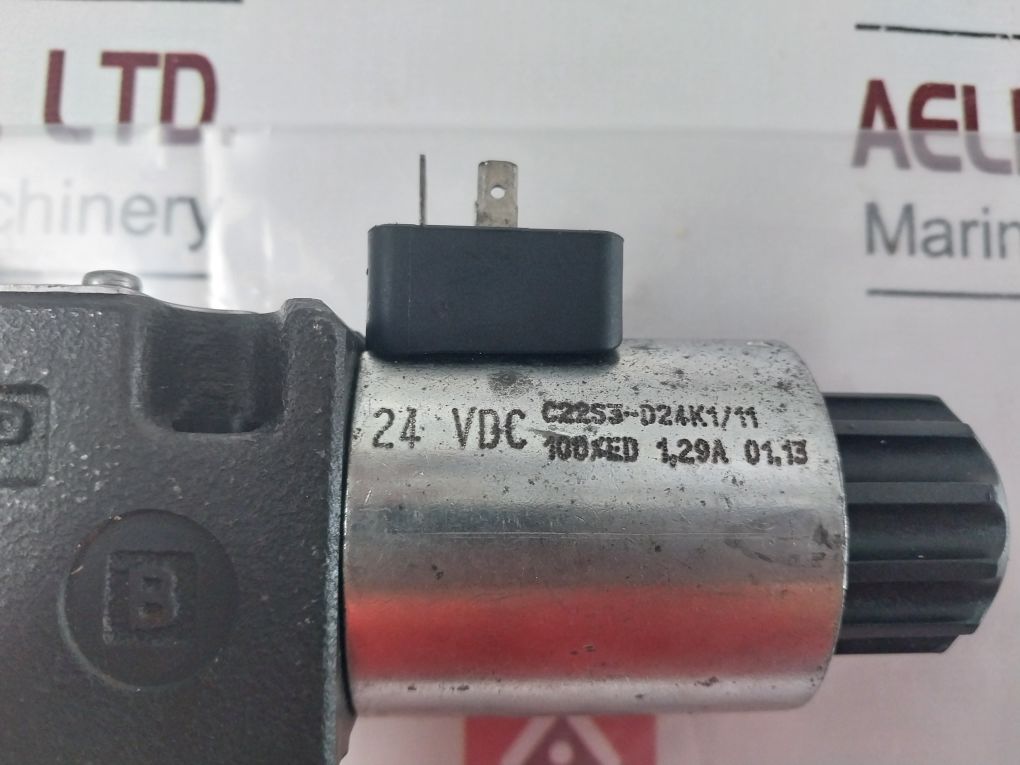 LTD.
AEL
chinery
Marin
24 VDC C22S3-D24K1/11
100%ED 1,29A 01.13
P
B